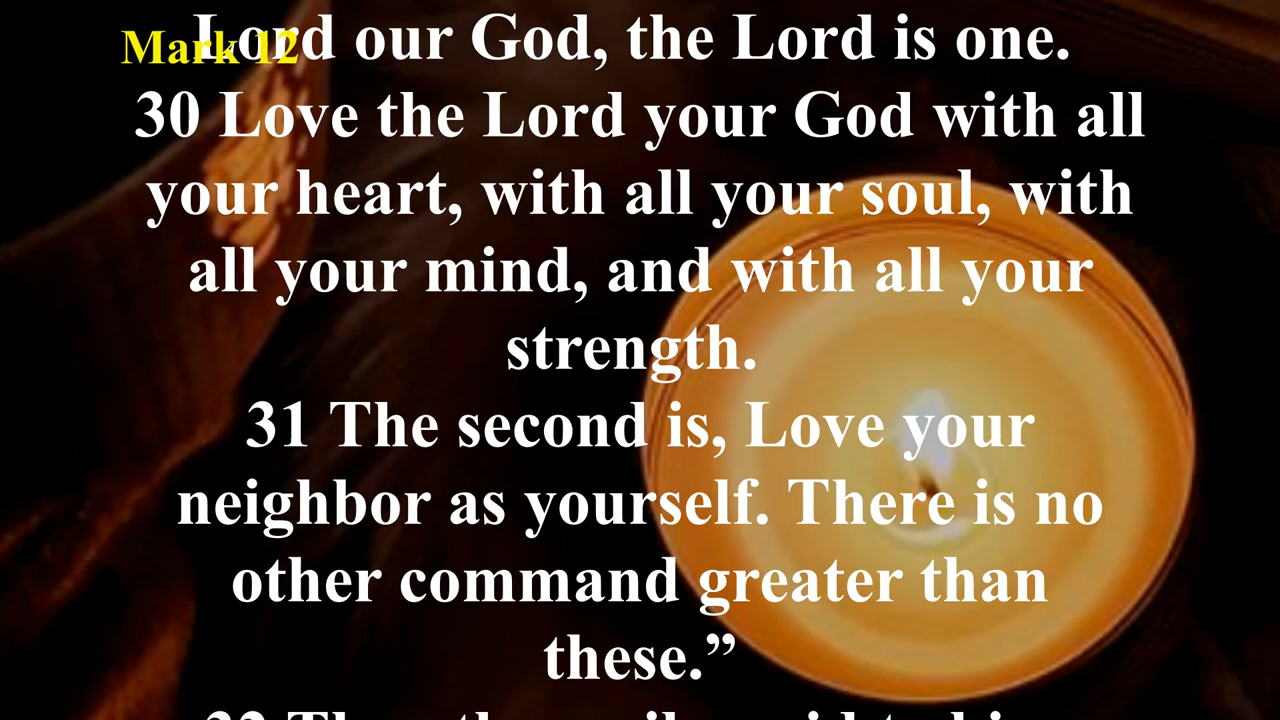 Mark 12
Lord our God, the Lord is one.
30 Love the Lord your God with all
your heart, with all your soul, with
all your mind, and with all your
strength.
31 The second is, Love your
neighbor as yourself. There is no
other command greater than
these.”